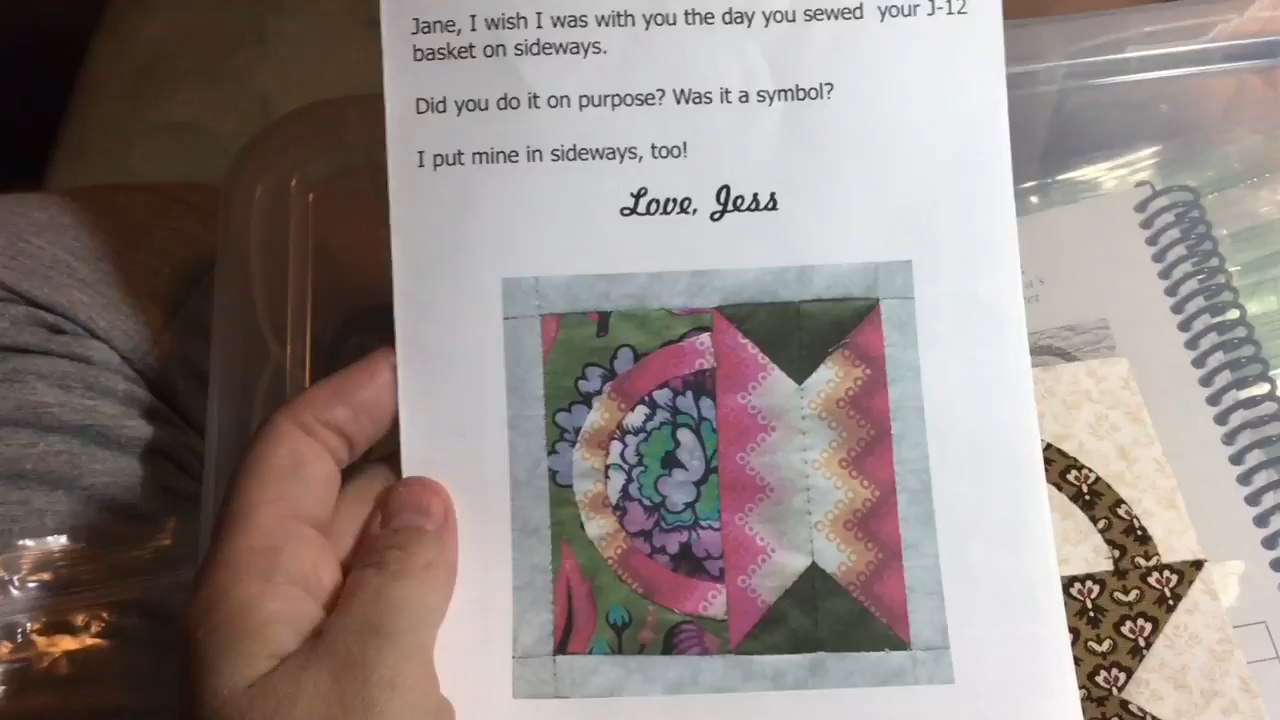 Jane, I wish I was with you the day you sewed your J-12
basket on sideways.
Did you do it on purpose? Was it a symbol?
I put mine in sideways, too!
Love, Jess